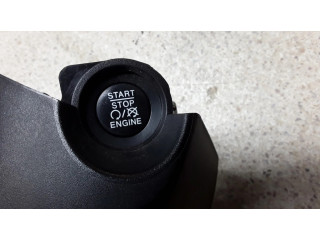 START
STOP
/
ENGINE